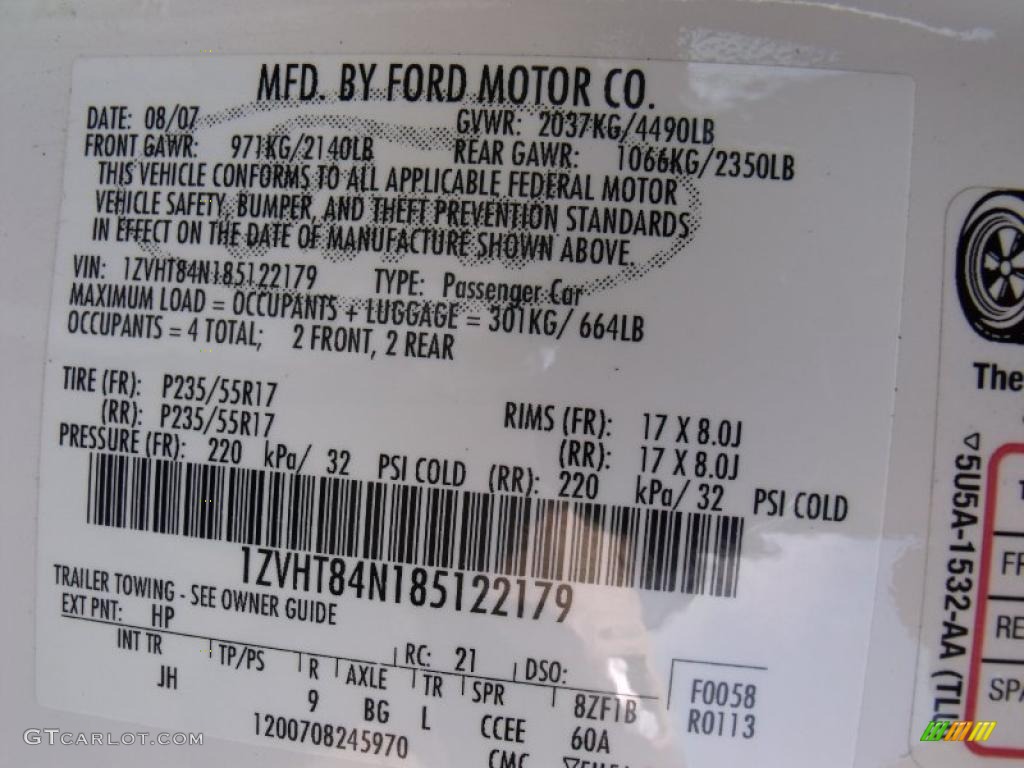 MFD. BY FORD MOTOR CO.
DATE: 08/07 GVWR: 2037KG/4490LB
FRONT GAWR: 971KG/2140LB REAR GAWR: 1066KG/2350LB
THIS VEHICLE CONFORMS TO ALL APPLICABLE FEDERAL MOTOR
VEHICLE SAFETY, BUMPER, AND THEFT PREVENTION STANDARDS
IN EFFECT ON THE DATE OF MANUFACTURE SHOWN ABOVE.
VIN: 1ZVHT84N185122179 TYPE: Passenger Car
MAXIMUM LOAD = OCCUPANTS + LUGGAGE = 301KG/ 664LB
OCCUPANTS = 4 TOTAL; 2 FRONT, 2 REAR
TIRE (FR): P235/55R17 RIMS (FR): 17 X 8.0J
(RR): P235/55R17 (RR): 17 X 8.0J
PRESSURE (FR): 220 kPa/ 32 PSI COLD (RR): 220 kPa/ 32 PSI COLD
1ZVHT84N185122179
TRAILER TOWING - SEE OWNER GUIDE
EXT PNT: HP RC: 21 DSO:
INT TR TP/PS R AXLE TR SPR F0058
JH 9 BG L CCEE 8ZF1B R0113
1200708245970 CMC 60A
The
5U5A-1532-AA (TL
FR
RE
SPA
GTCarLot.com